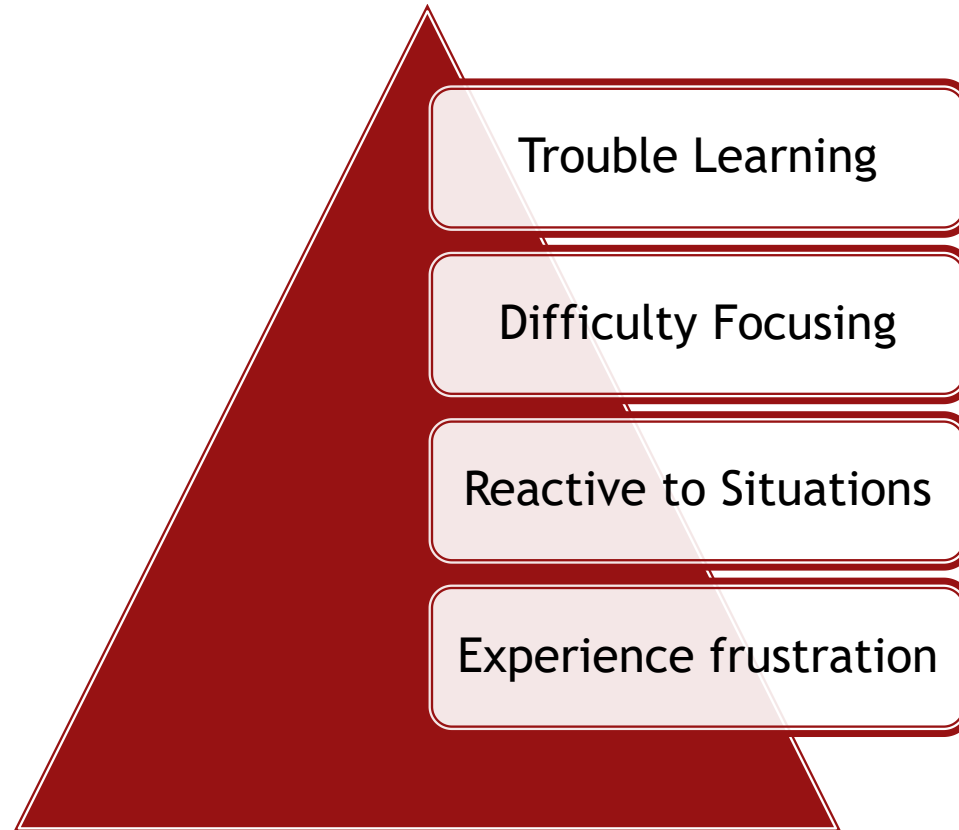 Trouble Learning
Difficulty Focusing
Reactive to Situations
Experience frustration